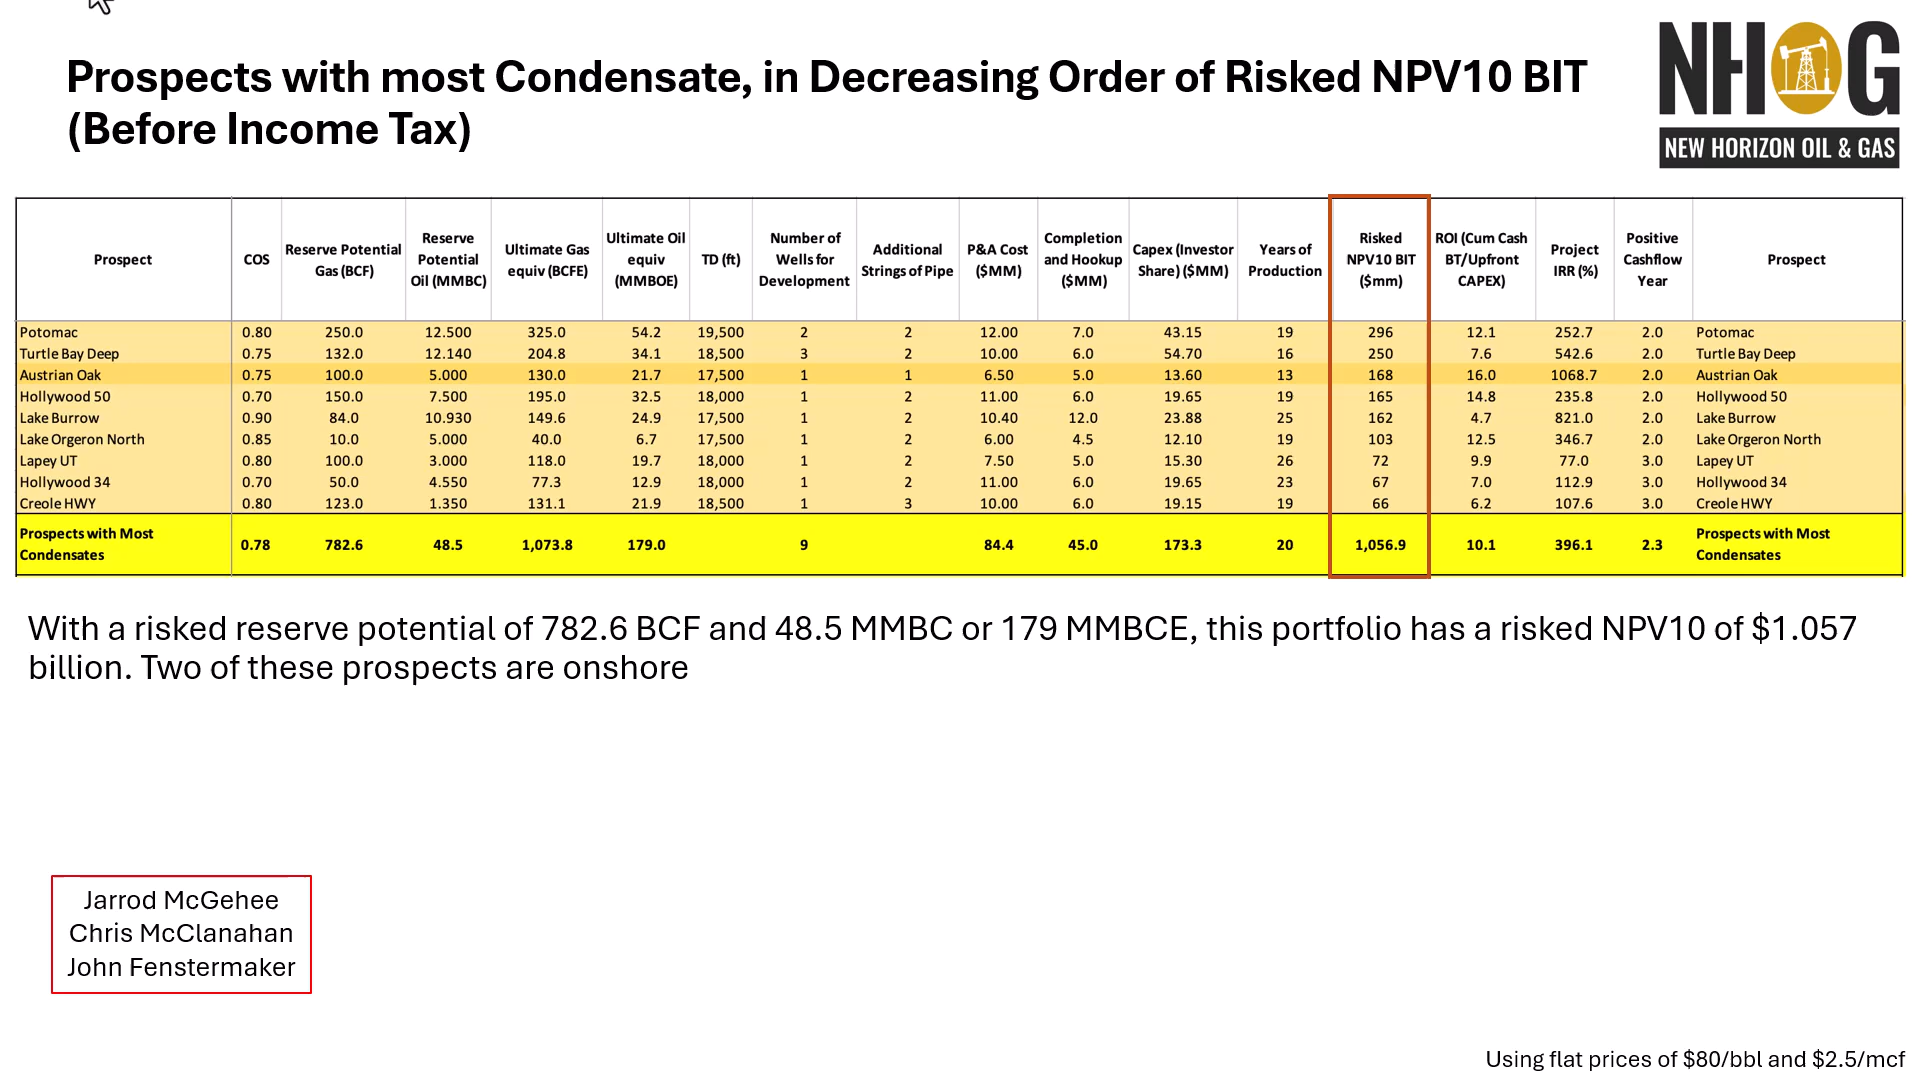 Prospects with most Condensate, in Decreasing Order of Risked NPV10 BIT
(Before Income Tax)
NHOG
NEW HORIZON OIL & GAS
Prospect COS Reserve Potential Gas (BCF) Reserve Potential Oil (MMBC) Ultimate Gas equiv (BCFE) Ultimate Oil equiv (MMBOE) TD (ft) Number of Wells for Development Additional Strings of Pipe P&A Cost ($MM) Completion and Hookup ($MM) Capex (Investor Share) ($MM) Years of Production Risked NPV10 BIT ($mm) ROI (Cum Cash BT/Upfront CAPEX) Project IRR (%) Positive Cashflow Year Prospect
Potomac 0.80 250.0 12.500 325.0 54.2 19,500 2 2 12.00 7.0 43.15 19 296 12.1 252.7 2.0 Potomac
Turtle Bay Deep 0.75 132.0 12.140 204.8 34.1 18,500 3 2 10.00 6.0 54.70 16 250 7.6 542.6 2.0 Turtle Bay Deep
Austrian Oak 0.75 100.0 5.000 130.0 21.7 17,500 1 1 6.50 5.0 13.60 13 168 16.0 1068.7 2.0 Austrian Oak
Hollywood 50 0.70 150.0 7.500 195.0 32.5 18,000 1 2 11.00 6.0 19.65 19 165 14.8 235.8 2.0 Hollywood 50
Lake Burrow 0.90 84.0 10.930 149.6 24.9 17,500 1 2 10.40 12.0 23.88 25 162 4.7 821.0 2.0 Lake Burrow
Lake Orgeron North 0.85 10.0 5.000 40.0 6.7 17,500 1 2 6.00 4.5 12.10 19 103 12.5 346.7 2.0 Lake Orgeron North
Lapey UT 0.80 100.0 3.000 118.0 19.7 18,000 1 2 7.50 5.0 15.30 26 72 9.9 77.0 3.0 Lapey UT
Hollywood 34 0.70 50.0 4.550 77.3 12.9 18,000 1 2 11.00 6.0 19.65 23 67 7.0 112.9 3.0 Hollywood 34
Creole HWY 0.80 123.0 1.350 131.1 21.9 18,500 1 3 10.00 6.0 19.15 19 66 6.2 107.6 3.0 Creole HWY
Prospects with Most Condensates 0.78 782.6 48.5 1,073.8 179.0 9 84.4 45.0 173.3 20 1,056.9 10.1 396.1 2.3 Prospects with Most Condensates
With a risked reserve potential of 782.6 BCF and 48.5 MMBC or 179 MMBCE, this portfolio has a risked NPV10 of $1.057
billion. Two of these prospects are onshore
Jarrod McGehee
Chris McClanahan
John Fenstermaker
Using flat prices of $80/bbl and $2.5/mcf